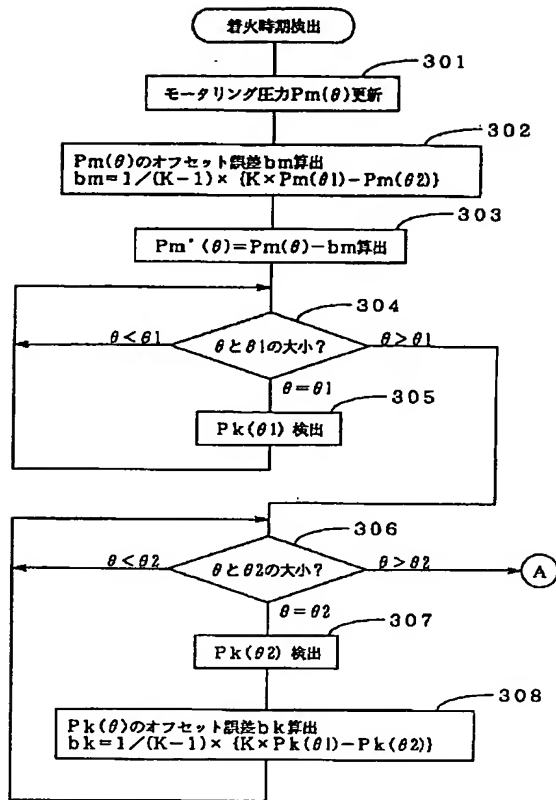 着火時期検出
301
モータリング圧力Pm(θ)更新
302
Pm(θ)のオフセット誤差bm算出
bm=1/(K-1)× {K×Pm(θ1)-Pm(θ2)}
303
Pm'(θ)=Pm(θ)-bm算出
304
θ<θ1
θとθ1の大小?
θ>θ1
θ=θ1
305
Pk(θ1) 検出
306
θ<θ2
θとθ2の大小?
θ>θ2
A
θ=θ2
307
Pk(θ2) 検出
308
Pk(θ)のオフセット誤差bk算出
bk=1/(K-1)× {K×Pk(θ1)-Pk(θ2)}